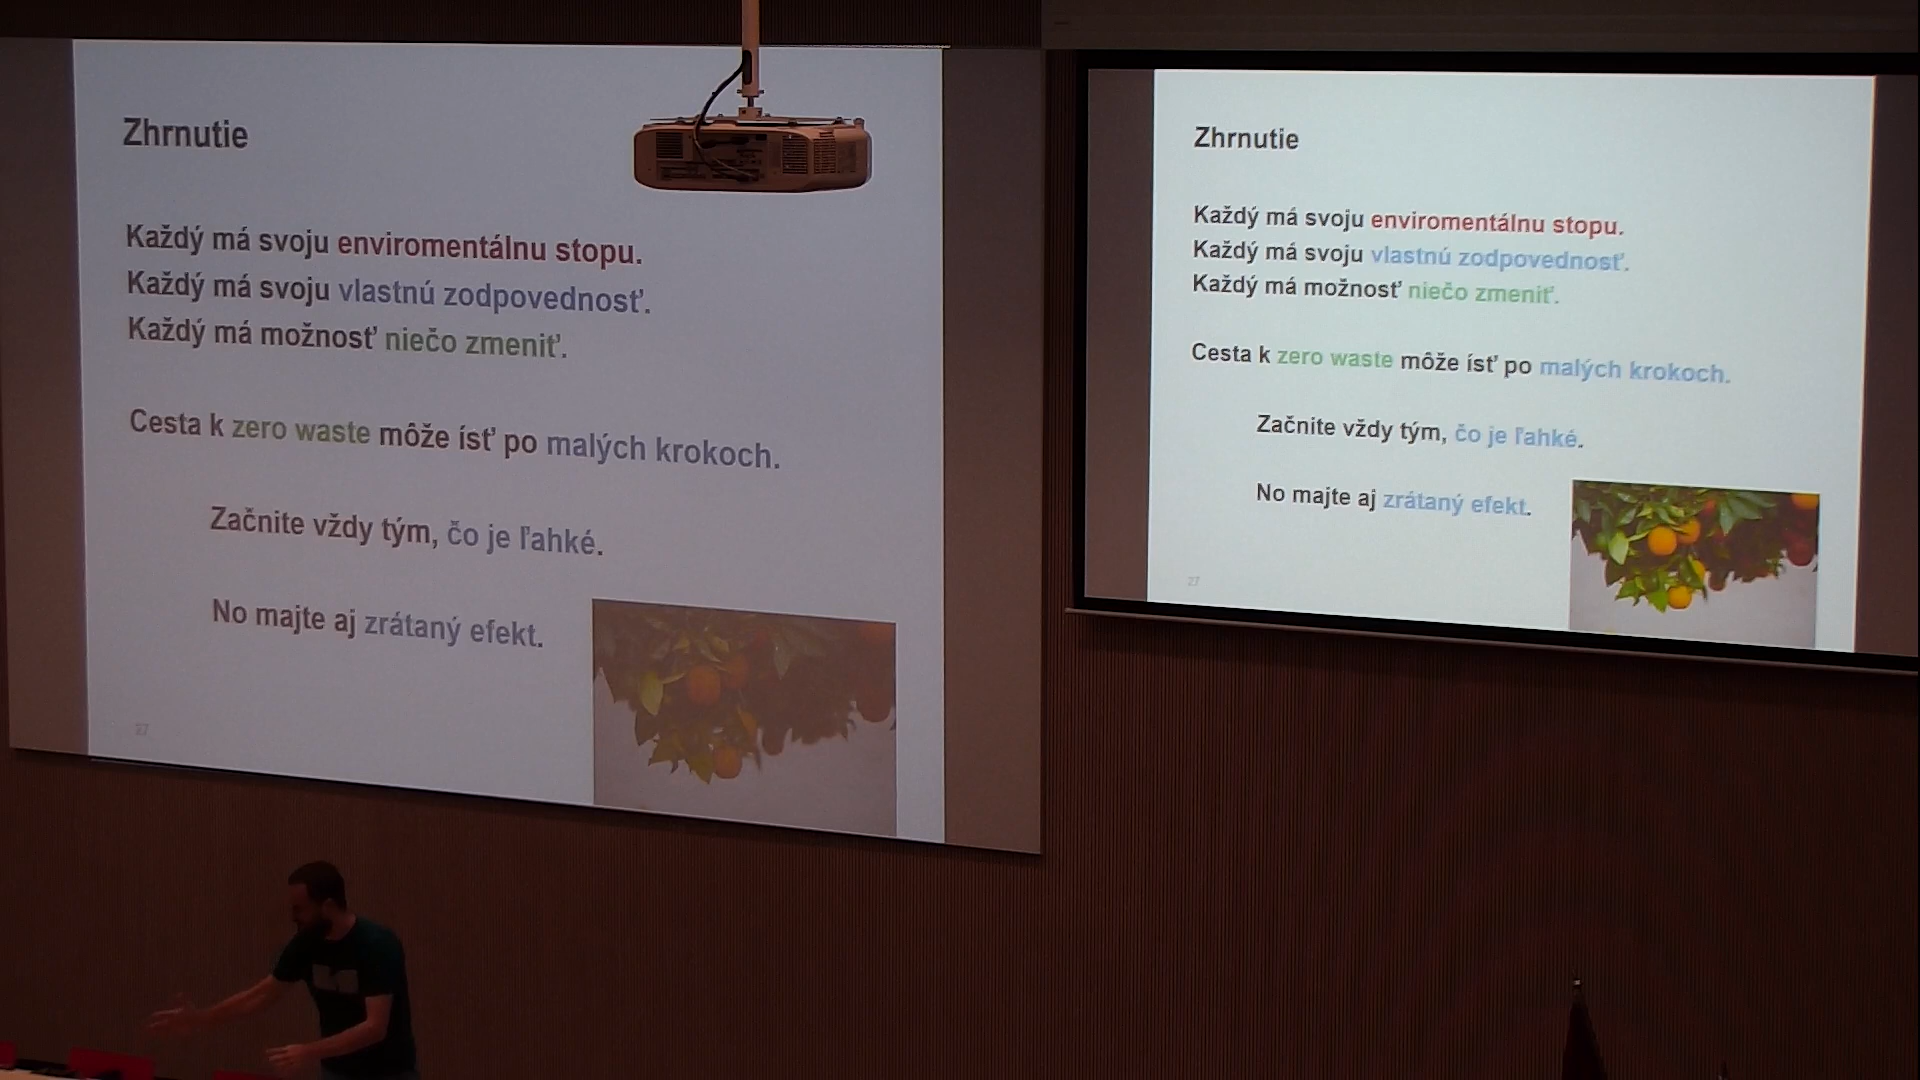 Zhrnutie
Každý má svoju enviromentálnu stopu.
Každý má svoju vlastnú zodpovednosť.
Každý má možnosť niečo zmeniť.
Cesta k zero waste môže ísť po malých krokoch.
Začnite vždy tým, čo je ľahké.
No majte aj zrátaný efekt.
27
Zhrnutie
Každý má svoju enviromentálnu stopu.
Každý má svoju vlastnú zodpovednosť.
Každý má možnosť niečo zmeniť.
Cesta k zero waste môže ísť po malých krokoch.
Začnite vždy tým, čo je ľahké.
No majte aj zrátaný efekt.
27